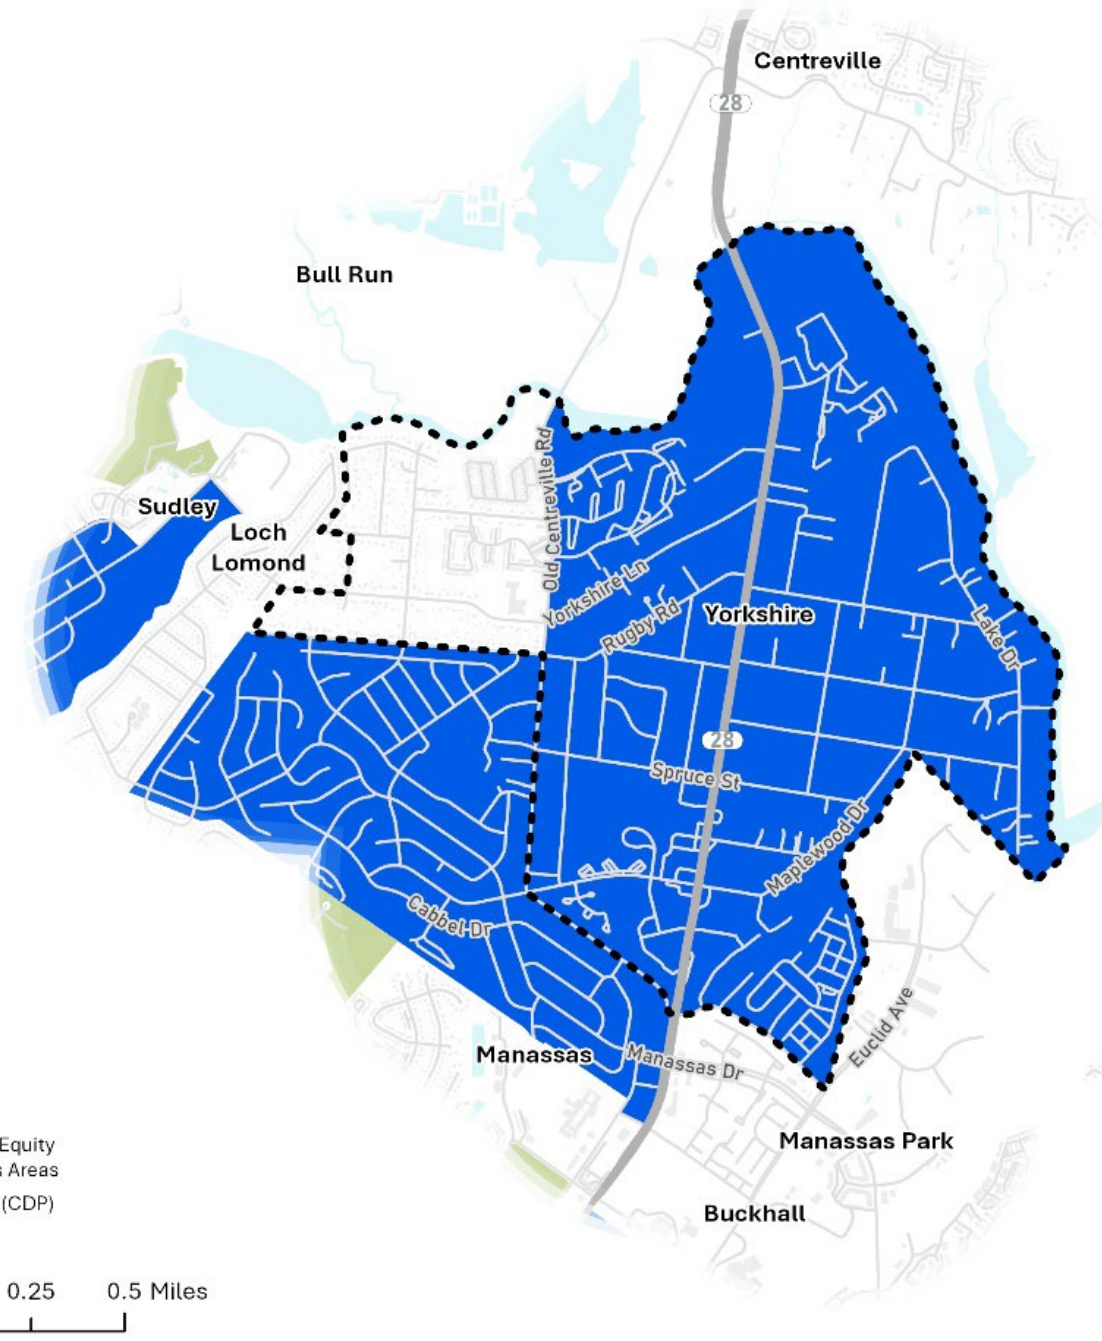 Centreville
28
Bull Run
Old Centreville Rd
Sudley
Loch
Lomond
Yorkshire Ln
Rugby Rd
Yorkshire
Lake Dr
28
Spruce St
Maplewood Dr
Cabbel Dr
Euclid Ave
Manassas
Manassas Dr
Manassas Park
Buckhall
Equity
s Areas
(CDP)
0.25 0.5 Miles